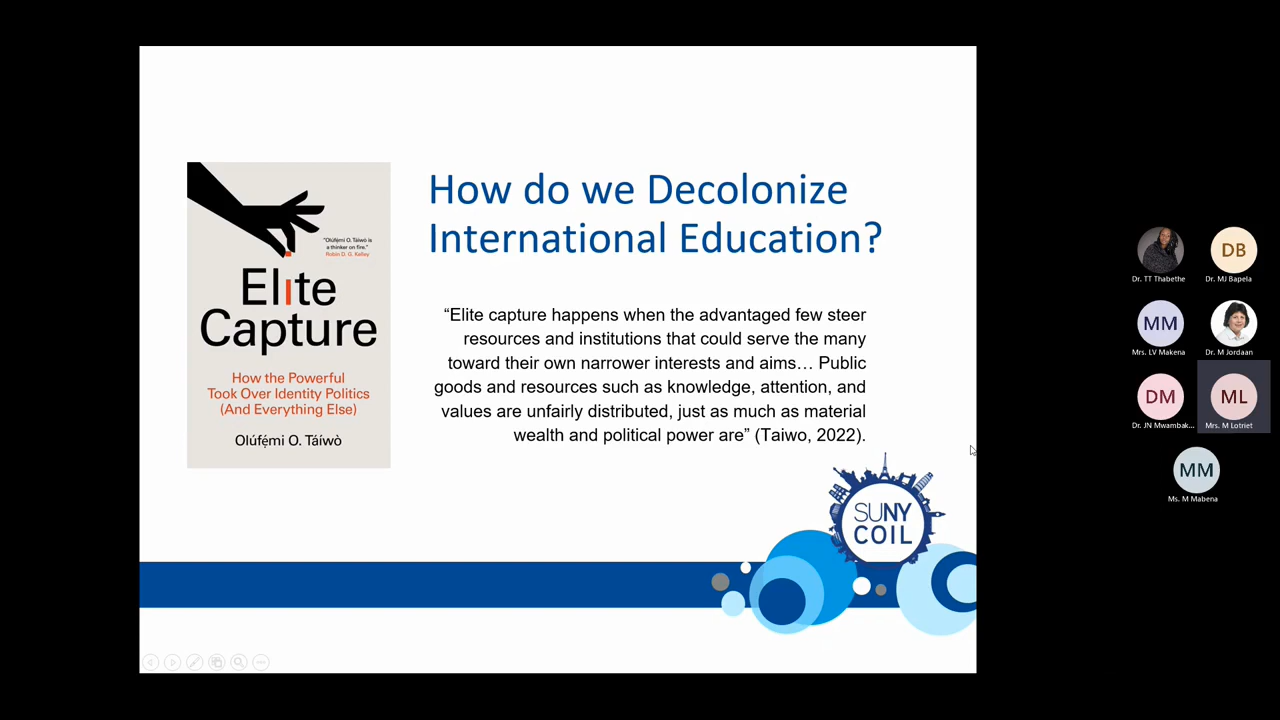 How do we Decolonize
International Education?
"Olúfẹ́mi O. Táíwò is
a thinker on fire."
Robin D. G. Kelley
Elite
Capture
How the Powerful
Took Over Identity Politics
(And Everything Else)
Olúfẹ́mi O. Táíwò
“Elite capture happens when the advantaged few steer
resources and institutions that could serve the many
toward their own narrower interests and aims… Public
goods and resources such as knowledge, attention, and
values are unfairly distributed, just as much as material
wealth and political power are” (Taiwo, 2022).
SUNY
COIL
Dr. TT Thabethe
DB
Dr. MJ Bapela
MM
Mrs. LV Makena
Dr. M Jordaan
DM
Dr. JN Mwambak...
ML
Mrs. M Lotriet
MM
Ms. M Mabena